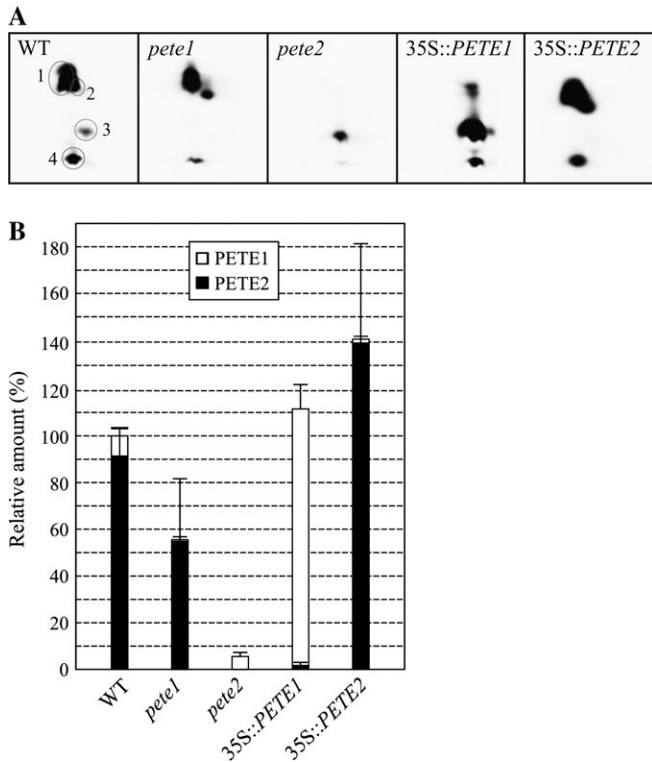 A
WT pete1 pete2 35S::PETE1 35S::PETE2
1
2
3
4
B
PETE1
PETE2
Relative amount (%)
180
160
140
120
100
80
60
40
20
0
WT pete1 pete2 35S::PETE1 35S::PETE2